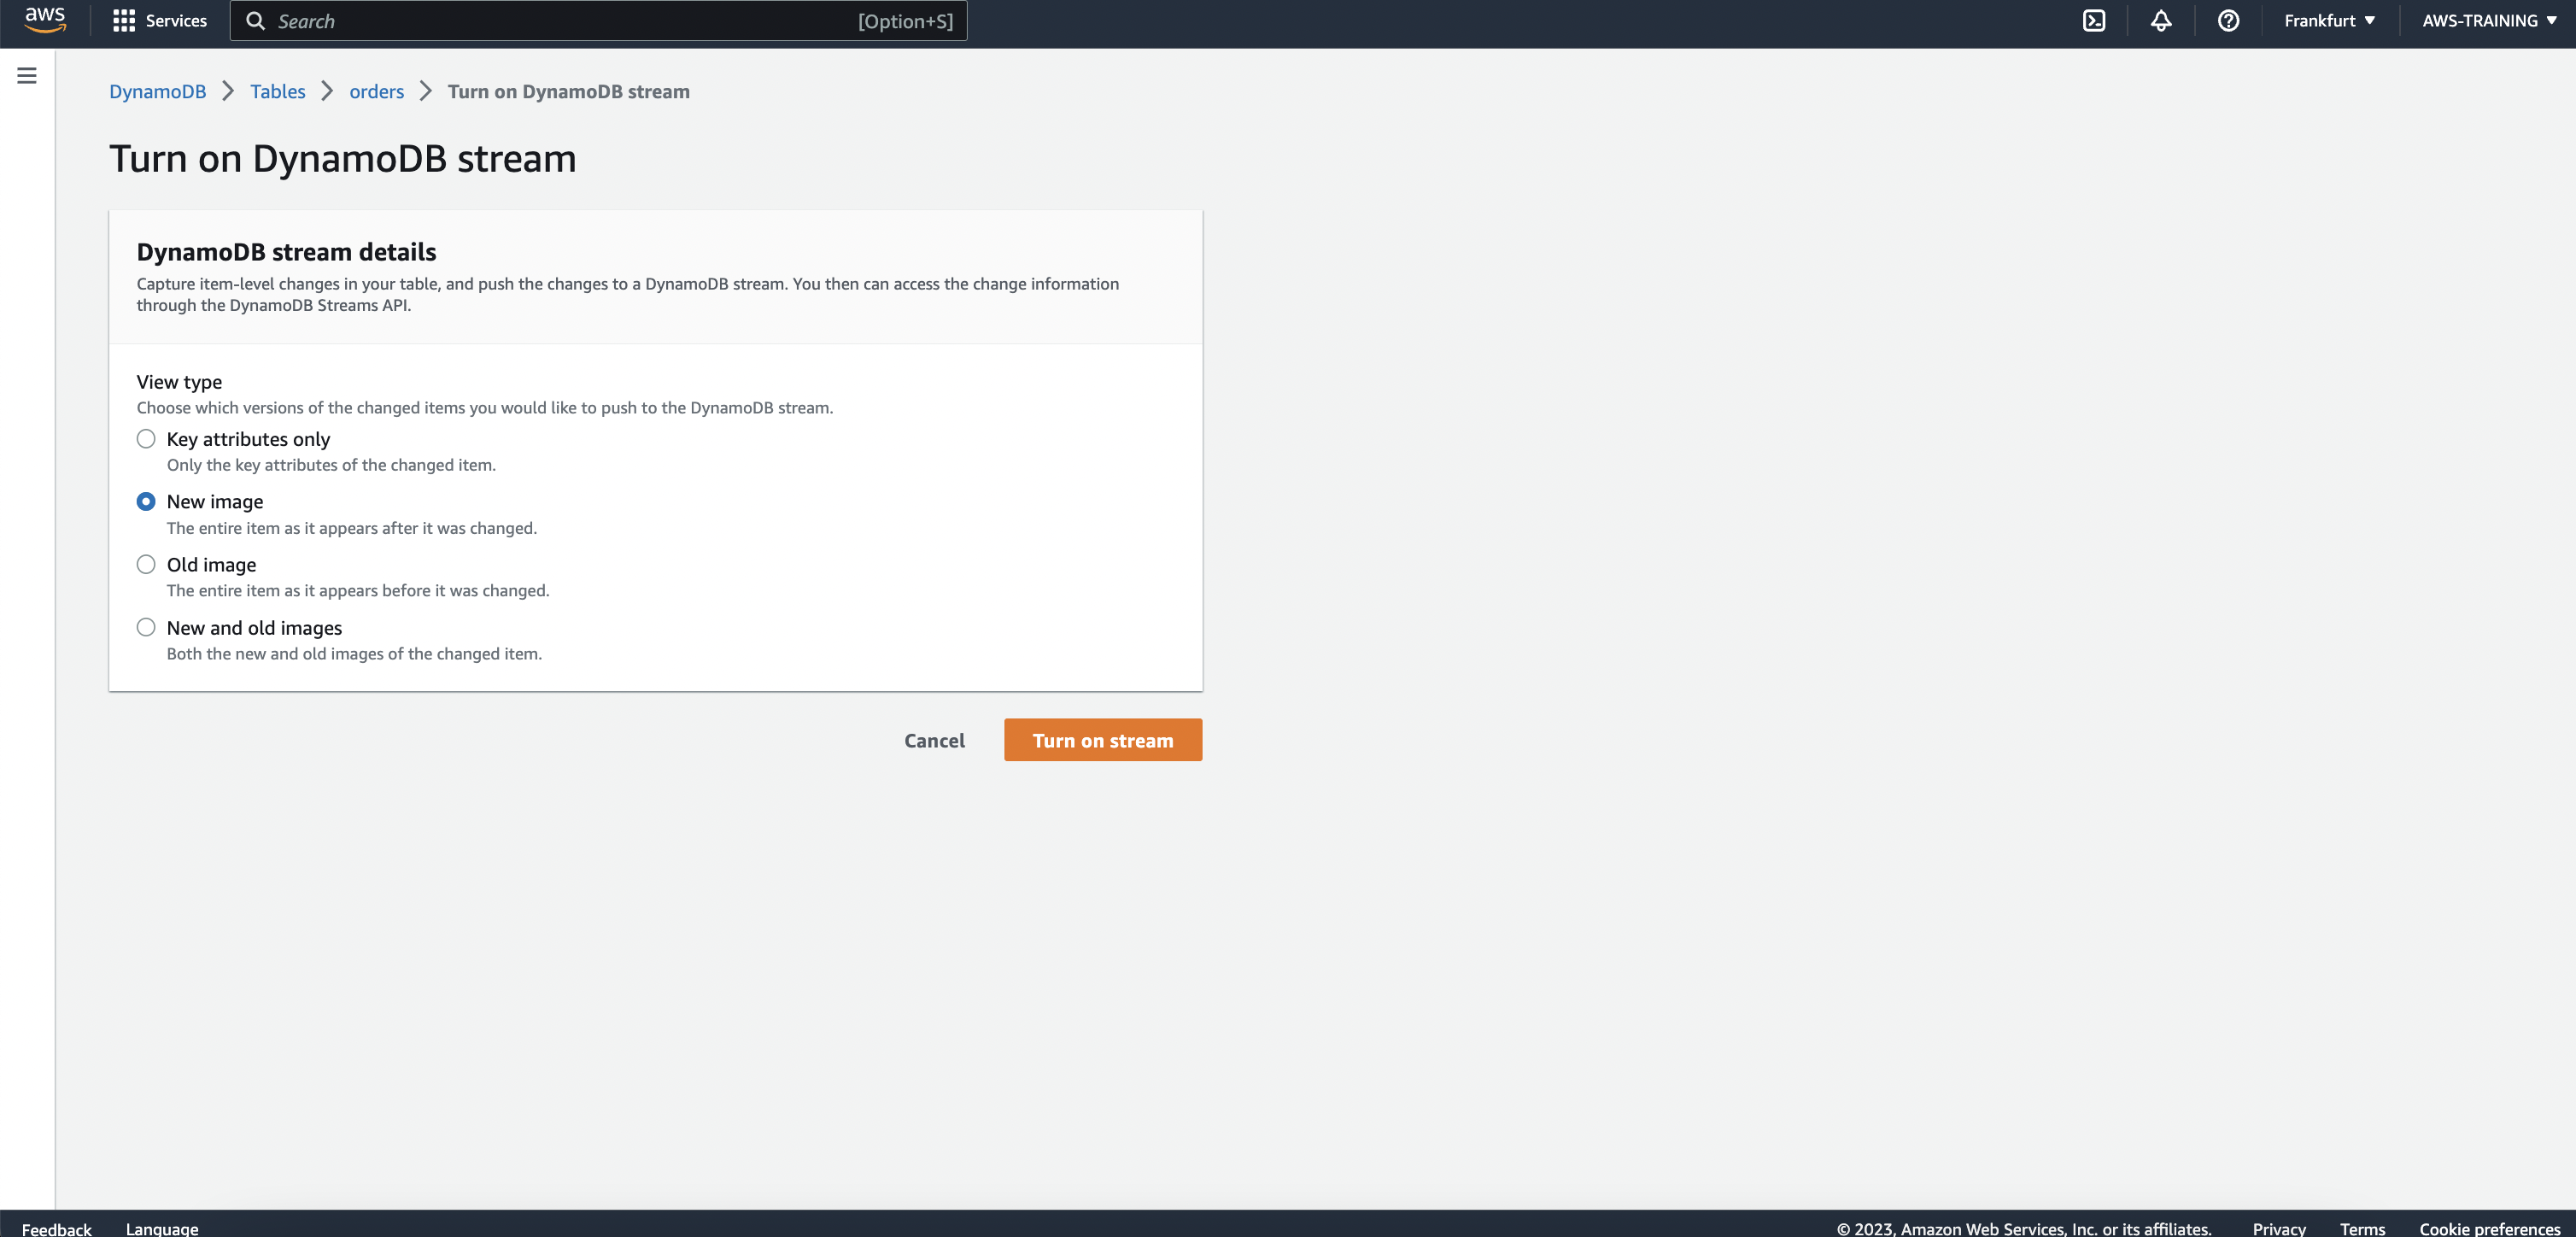 aws Services Search [Option+S] Frankfurt AWS-TRAINING
DynamoDB Tables orders Turn on DynamoDB stream
Turn on DynamoDB stream
DynamoDB stream details
Capture item-level changes in your table, and push the changes to a DynamoDB stream. You then can access the change information
through the DynamoDB Streams API.
View type
Choose which versions of the changed items you would like to push to the DynamoDB stream.
Key attributes only
Only the key attributes of the changed item.
New image
The entire item as it appears after it was changed.
Old image
The entire item as it appears before it was changed.
New and old images
Both the new and old images of the changed item.
Cancel Turn on stream
Feedback Language © 2023, Amazon Web Services, Inc. or its affiliates. Privacy Terms Cookie preferences